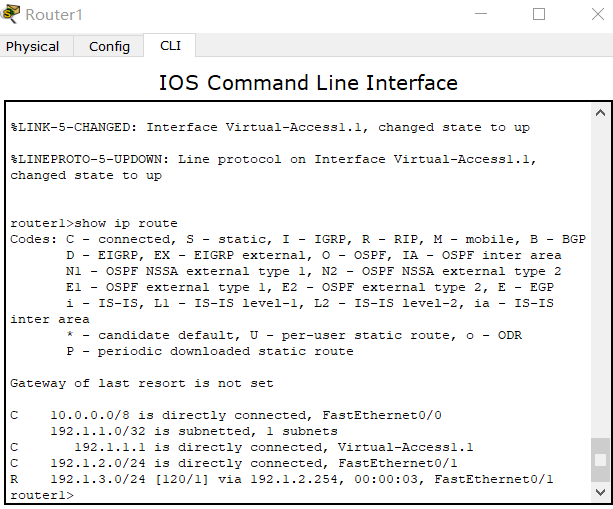 Router1
Physical Config CLI
IOS Command Line Interface
%LINK-5-CHANGED: Interface Virtual-Access1.1, changed state to up
%LINEPROTO-5-UPDOWN: Line protocol on Interface Virtual-Access1.1,
changed state to up
router1>show ip route
Codes: C - connected, S - static, I - IGRP, R - RIP, M - mobile, B - BGP
       D - EIGRP, EX - EIGRP external, O - OSPF, IA - OSPF inter area
       N1 - OSPF NSSA external type 1, N2 - OSPF NSSA external type 2
       E1 - OSPF external type 1, E2 - OSPF external type 2, E - EGP
       i - IS-IS, L1 - IS-IS level-1, L2 - IS-IS level-2, ia - IS-IS
inter area
       * - candidate default, U - per-user static route, o - ODR
       P - periodic downloaded static route
Gateway of last resort is not set
C    10.0.0.0/8 is directly connected, FastEthernet0/0
     192.1.1.0/32 is subnetted, 1 subnets
C       192.1.1.1 is directly connected, Virtual-Access1.1
C    192.1.2.0/24 is directly connected, FastEthernet0/1
R    192.1.3.0/24 [120/1] via 192.1.2.254, 00:00:03, FastEthernet0/1
router1>